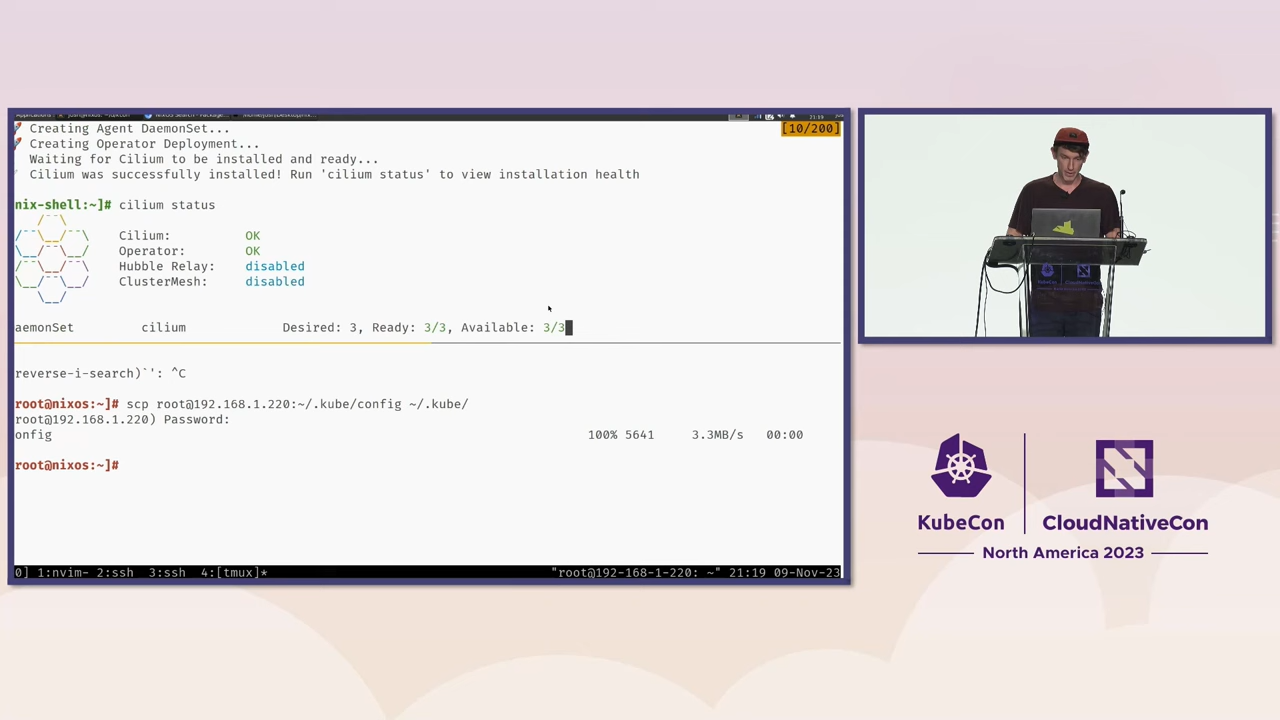 Creating Agent DaemonSet...
[10/200]
Creating Operator Deployment...
Waiting for Cilium to be installed and ready...
Cilium was successfully installed! Run 'cilium status' to view installation health
nix-shell:~]# cilium status
Cilium: OK
Operator: OK
Hubble Relay: disabled
ClusterMesh: disabled
aemonSet cilium Desired: 3, Ready: 3/3, Available: 3/3
reverse-i-search)`': ^C
root@nixos:~]# scp root@192.168.1.220:~/.kube/config ~/.kube/
root@192.168.1.220) Password:
onfig 100% 5641 3.3MB/s 00:00
root@nixos:~]#
0] 1:nvim- 2:ssh 3:ssh 4:[tmux]* "root@192-168-1-220: ~" 21:19 09-Nov-23
KubeCon
CloudNativeCon
North America 2023